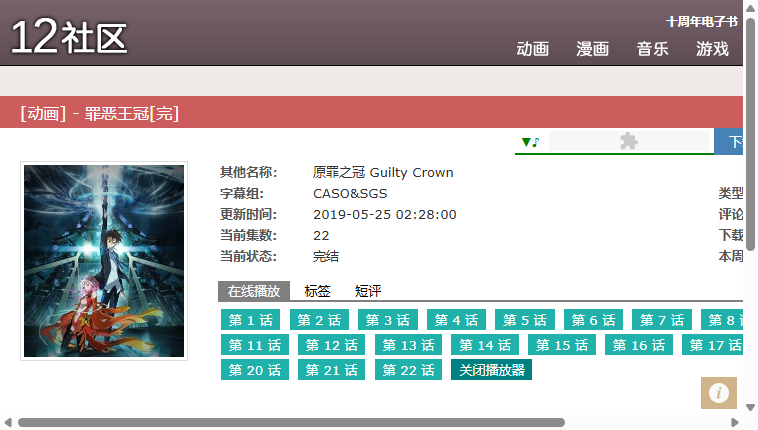 12社区
十周年电子书
动画 漫画 音乐 游戏
[动画] - 罪恶王冠[完]
▼♪
其他名称: 原罪之冠 Guilty Crown
字幕组: CASO&SGS 类型
更新时间: 2019-05-25 02:28:00 评论
当前集数: 22 下载
当前状态: 完结 本周
在线播放 标签 短评
第 1 话 第 2 话 第 3 话 第 4 话 第 5 话 第 6 话 第 7 话 第 8
第 11 话 第 12 话 第 13 话 第 14 话 第 15 话 第 16 话 第 17 话
第 20 话 第 21 话 第 22 话 关闭播放器